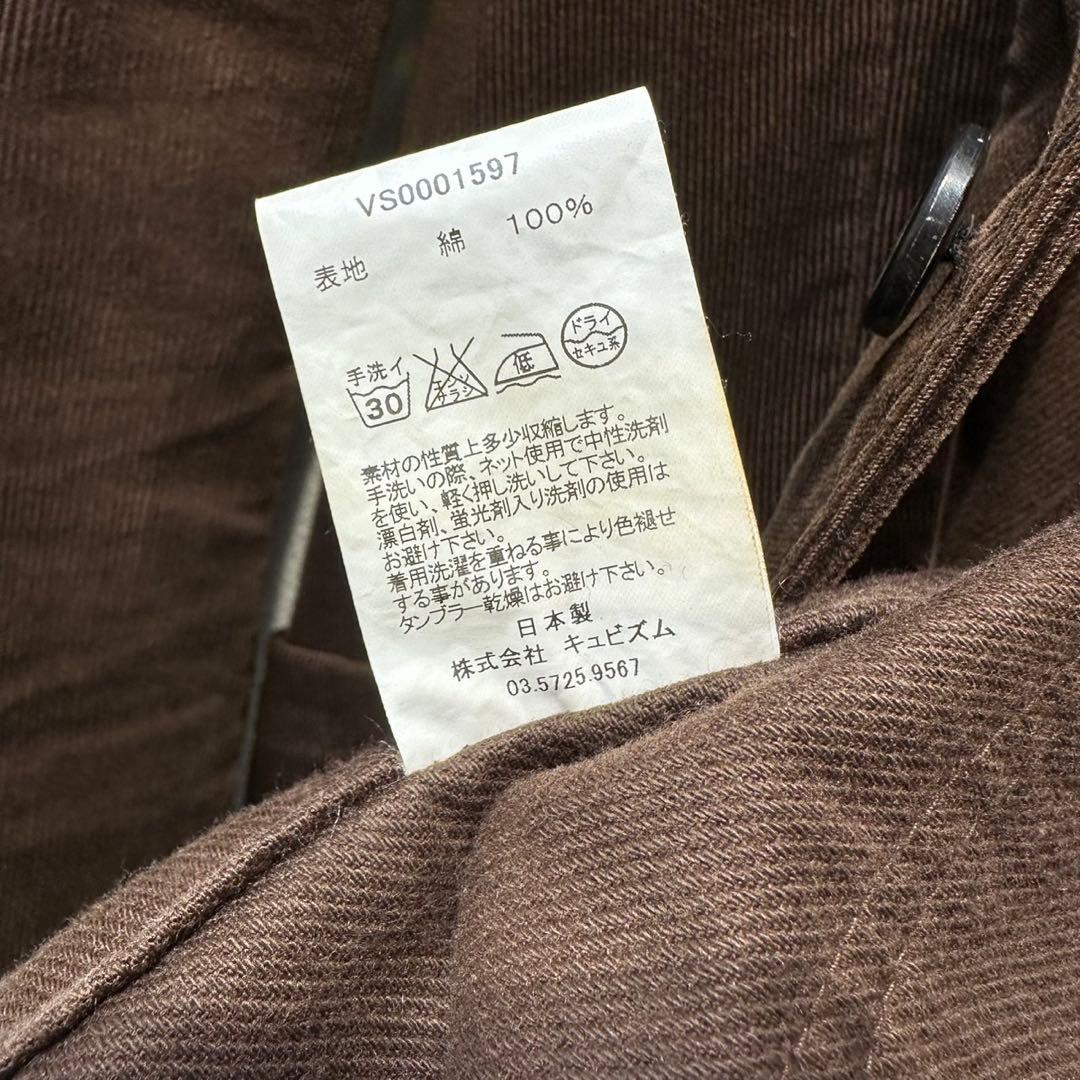 VS0001597
表地 綿 100%
手洗イ
30
エンソ
チラシ
低
ドライ
セキユ系
素材の性質上多少収縮します。
手洗いの際、ネット使用で中性洗剤
を使い、軽く押し洗いして下さい。
漂白剤、蛍光剤入り洗剤の使用は
お避け下さい。
着用洗濯を重ねる事により色褪せ
する事があります。
タンブラー乾燥はお避け下さい。
日本製
株式会社 キュビズム
03.5725.9567